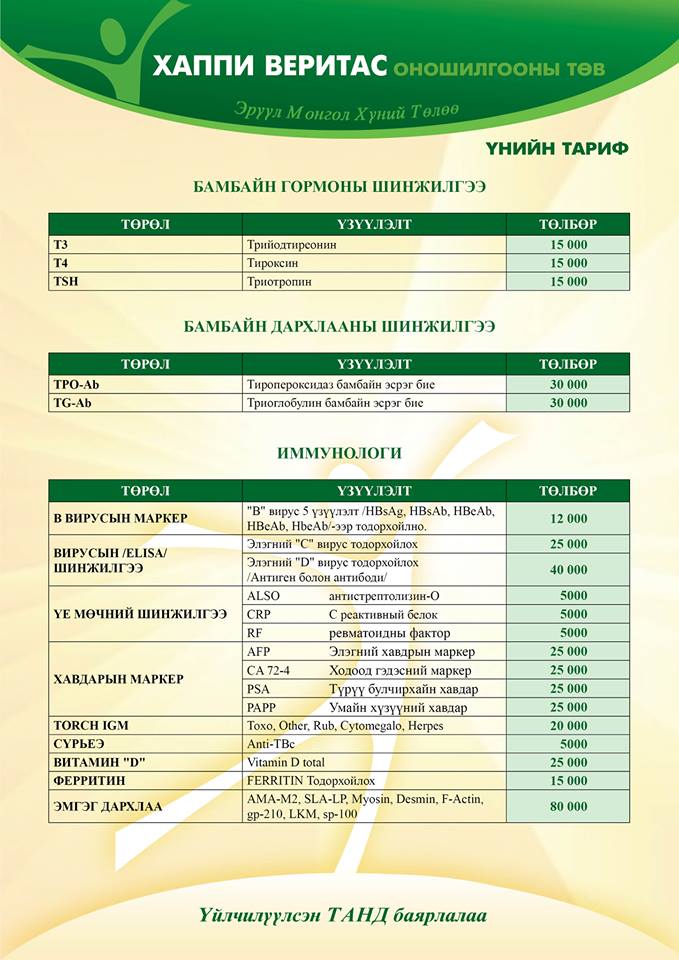 ХАППИ ВЕРИТАС ОНОШИЛГООНЫ ТӨВ
Эрүүл Монгол Хүний Төлөө
ҮНИЙН ТАРИФ
БАМБАЙН ГОРМОНЫ ШИНЖИЛГЭЭ
ТӨРӨЛ ҮЗҮҮЛЭЛТ ТӨЛБӨР
T3 Трийодтиреонин 15 000
T4 Тироксин 15 000
TSH Триотропин 15 000
БАМБАЙН ДАРХЛААНЫ ШИНЖИЛГЭЭ
ТӨРӨЛ ҮЗҮҮЛЭЛТ ТӨЛБӨР
TPO-Ab Тиропероксидаз бамбайн эсрэг бие 30 000
TG-Ab Триоглобулин бамбайн эсрэг бие 30 000
ИММУНОЛОГИ
ТӨРӨЛ ҮЗҮҮЛЭЛТ ТӨЛБӨР
В ВИРУСЫН МАРКЕР "B" вирус 5 үзүүлэлт /HBsAg, HBsAb, HBeAb,
HBeAb, HbeAb/-ээр тодорхойлно. 12 000
ВИРУСЫН /ELISA/
ШИНЖИЛГЭЭ
Элэгний "C" вирус тодорхойлох 25 000
Элэгний "D" вирус тодорхойлох
/Антиген болон антибоди/ 40 000
ҮЕ МӨЧНИЙ ШИНЖИЛГЭЭ
ALSO антистрептолизин-О 5000
CRP С реактивный белок 5000
RF ревматоидны фактор 5000
ХАВДАРЫН МАРКЕР
AFP Элэгний хавдрын маркер 25 000
CA 72-4 Ходоод гэдэсний маркер 25 000
PSA Түрүү булчирхайн хавдар 25 000
PAPP Умайн хүзүүний хавдар 25 000
TORCH IGM Toxo, Other, Rub, Cytomegalo, Herpes 20 000
СҮРЬЕЭ Anti-TBc 5000
ВИТАМИН "D" Vitamin D total 25 000
ФЕРРИТИН FERRITIN Тодорхойлох 15 000
ЭМГЭГ ДАРХЛАА AMA-M2, SLA-LP, Myosin, Desmin, F-Actin,
gp-210, LKM, sp-100 80 000
Үйлчилүүлсэн ТАНД баярлалаа